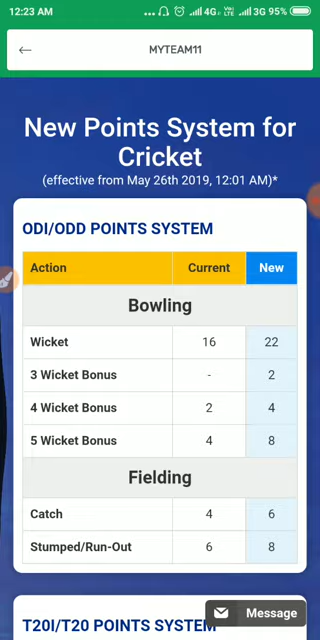 12:23 AM ... 4G VoLTE 3G 95%
MYTEAM11
New Points System for
Cricket
(effective from May 26th 2019, 12:01 AM)*
ODI/ODD POINTS SYSTEM
Action Current New
Bowling
Wicket 16 22
3 Wicket Bonus - 2
4 Wicket Bonus 2 4
5 Wicket Bonus 4 8
Fielding
Catch 4 6
Stumped/Run-Out 6 8
T20I/T20 POINTS SYSTEM
Message